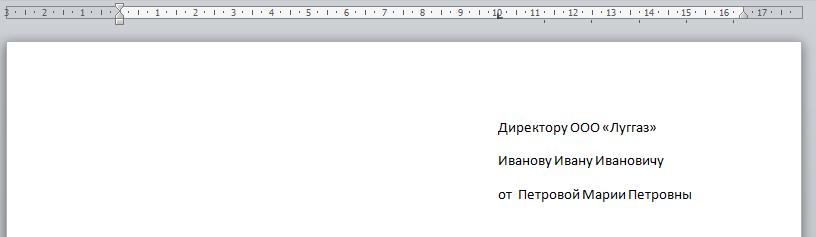 3 2 1 1 2 3 4 5 6 7 8 9 10 11 12 13 14 15 16 17
Директору ООО «Луггаз»
Иванову Ивану Ивановичу
от  Петровой Марии Петровны